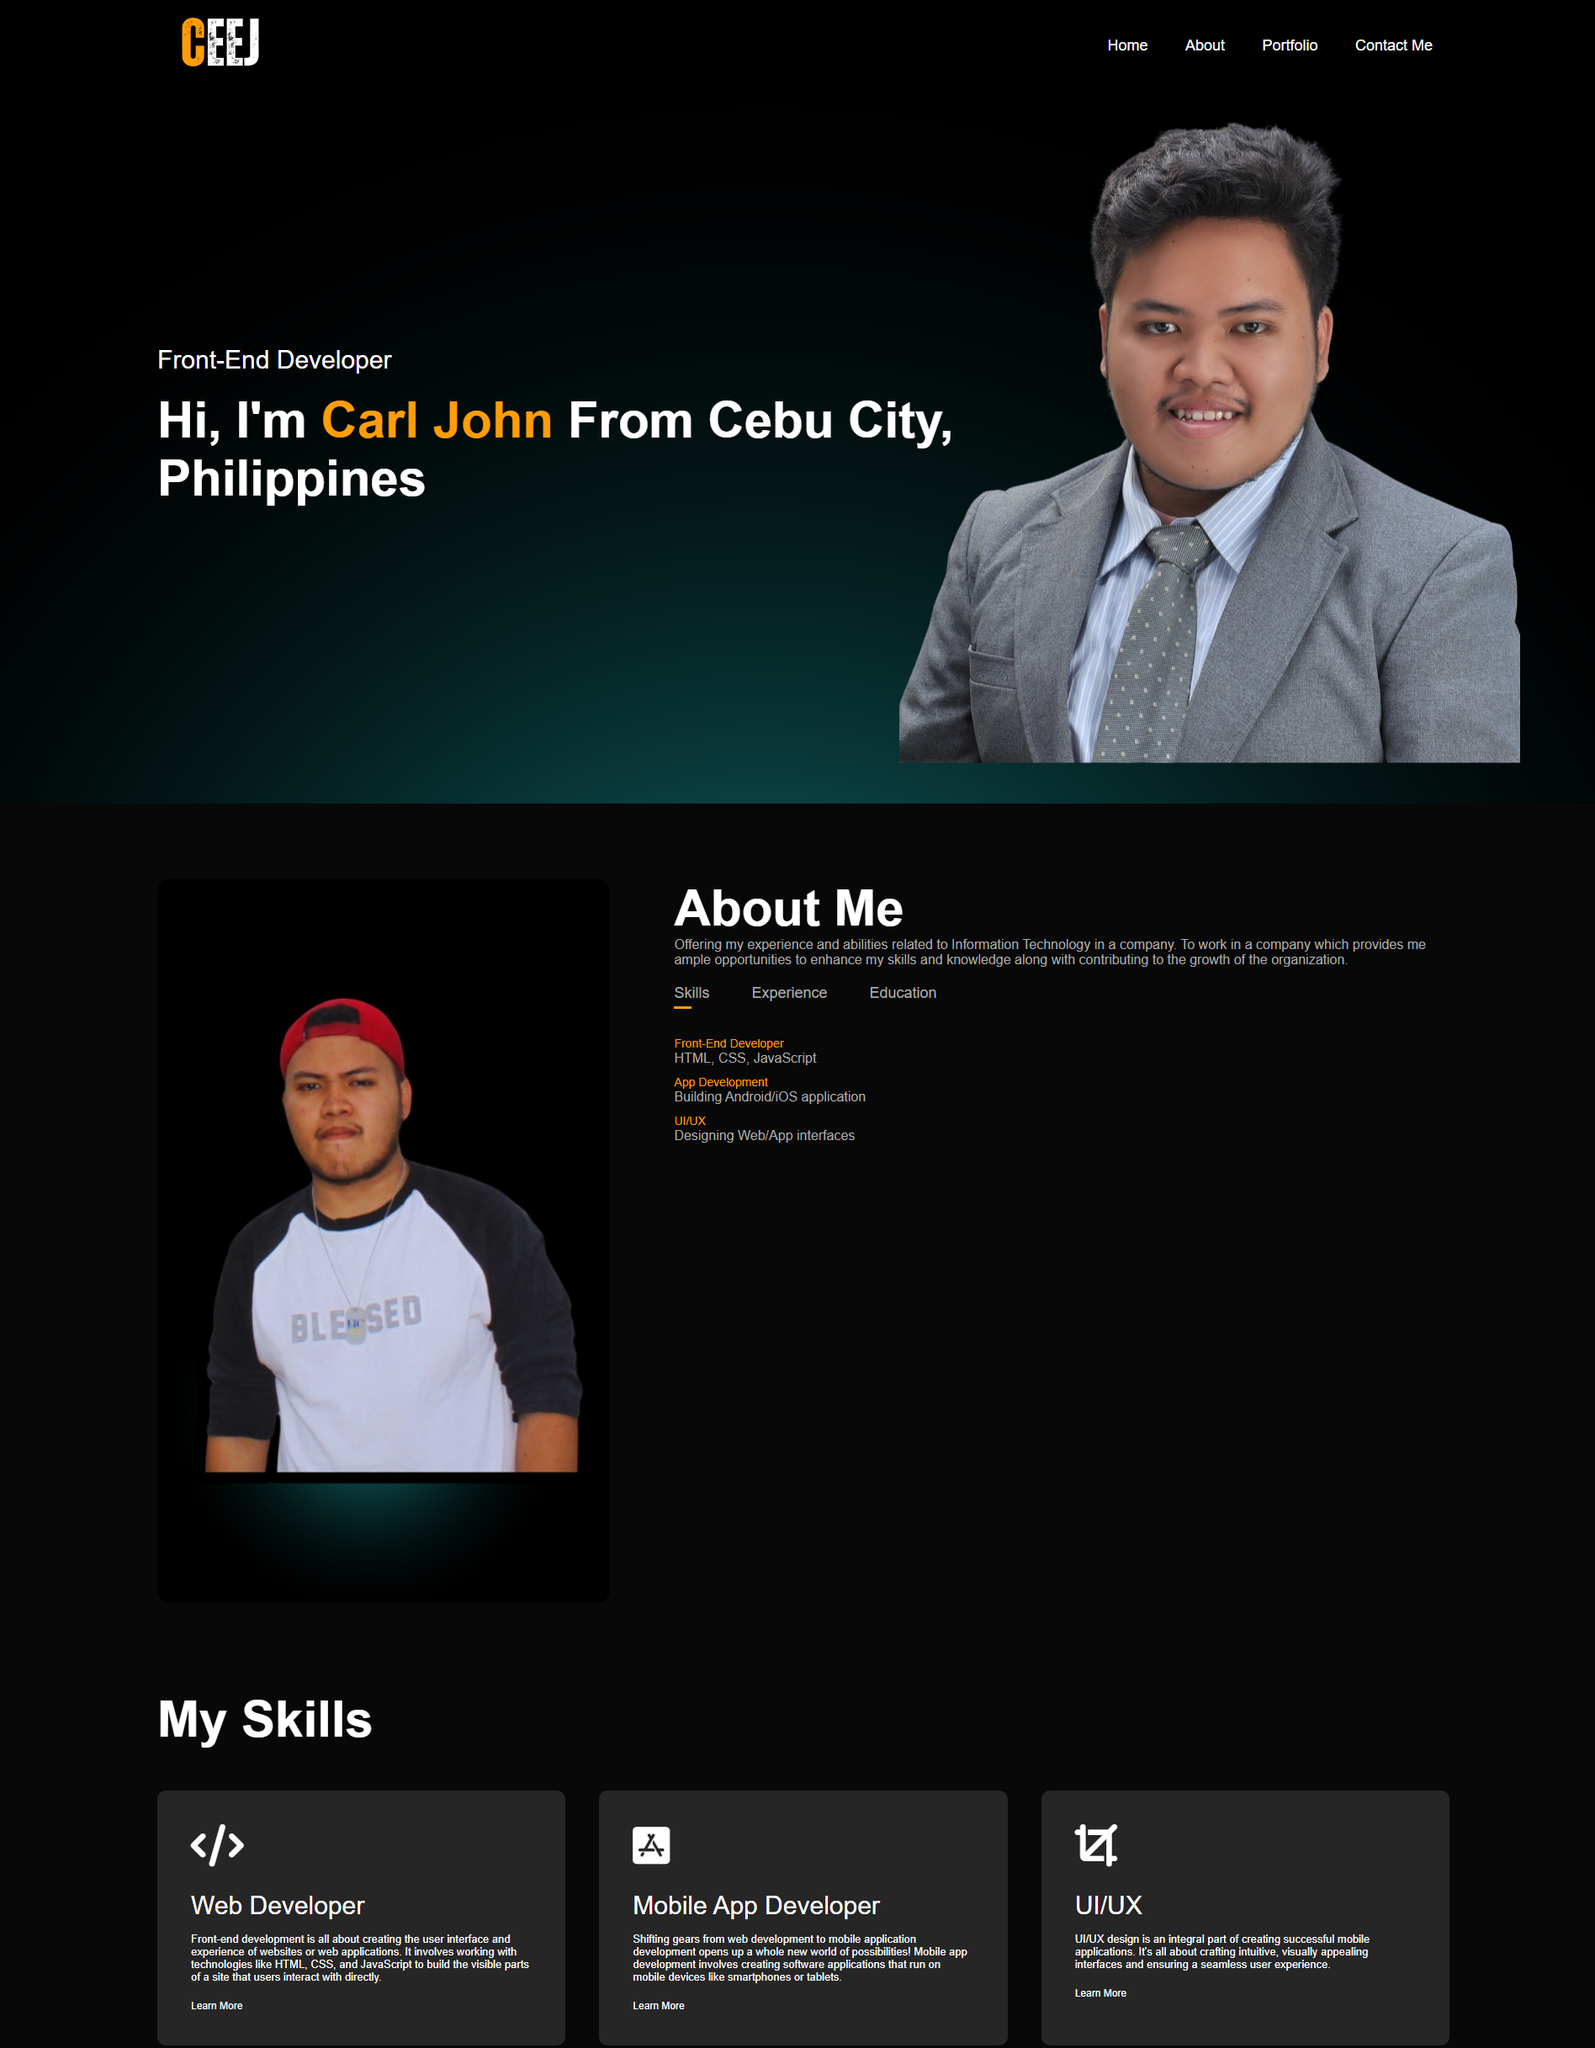 CEEJ
Home About Portfolio Contact Me
Front-End Developer
Hi, I'm Carl John From Cebu City,
Philippines
About Me
Offering my experience and abilities related to Information Technology in a company. To work in a company which provides me
ample opportunities to enhance my skills and knowledge along with contributing to the growth of the organization.
Skills Experience Education
Front-End Developer
HTML, CSS, JavaScript
App Development
Building Android/iOS application
UI/UX
Designing Web/App interfaces
My Skills
Web Developer
Front-end development is all about creating the user interface and
experience of websites or web applications. It involves working with
technologies like HTML, CSS, and JavaScript to build the visible parts
of a site that users interact with directly.
Learn More
Mobile App Developer
Shifting gears from web development to mobile application
development opens up a whole new world of possibilities! Mobile app
development involves creating software applications that run on
mobile devices like smartphones or tablets.
Learn More
UI/UX
UI/UX design is an integral part of creating successful mobile
applications. It's all about crafting intuitive, visually appealing
interfaces and ensuring a seamless user experience.
Learn More